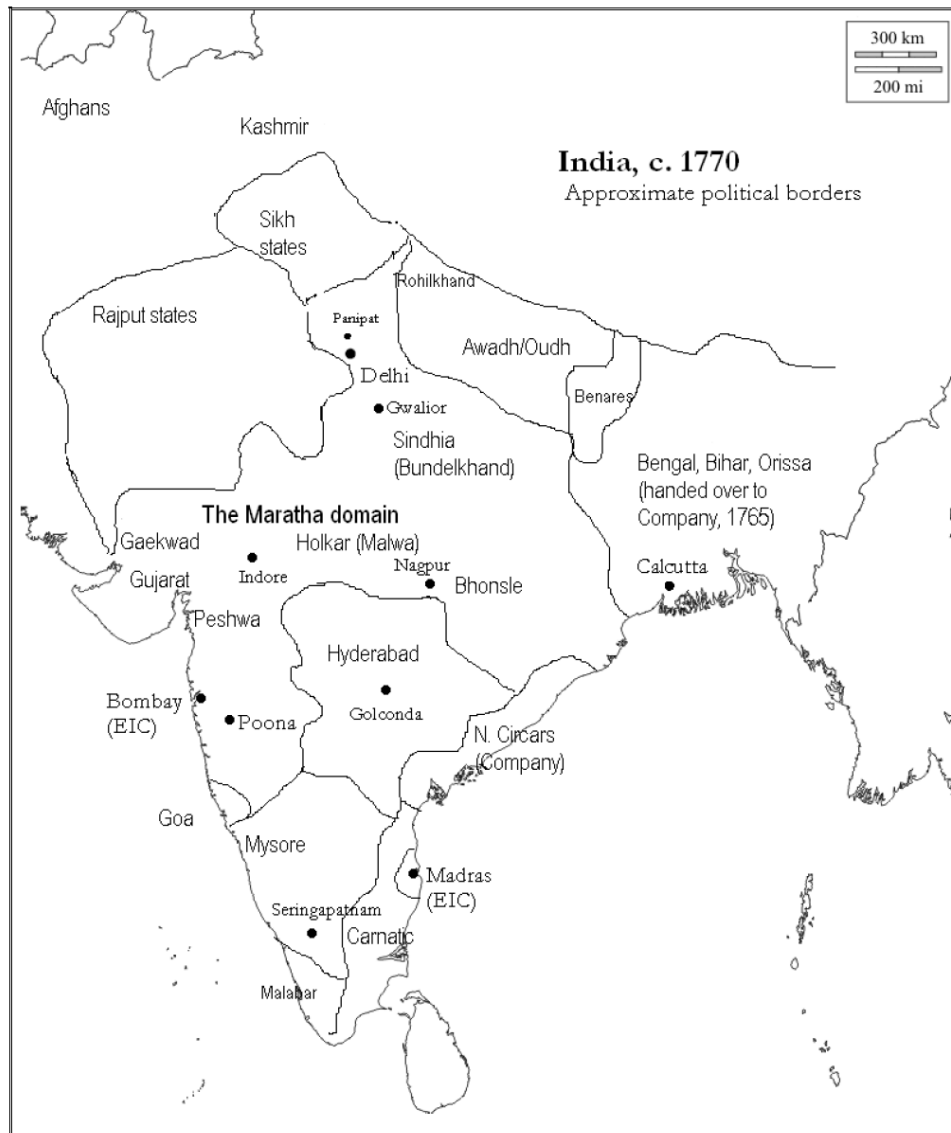 300 km
200 mi
Afghans
Kashmir
India, c. 1770
Approximate political borders
Sikh
states
Rohilkhand
Rajput states
Panipat
Awadh/Oudh
Delhi
Benares
Gwalior
Sindhia
(Bundelkhand)
Bengal, Bihar, Orissa
(handed over to
Company, 1765)
The Maratha domain
Gaekwad
Holkar (Malwa)
Indore
Nagpur
Calcutta
Gujarat
Bhonsle
Peshwa
Hyderabad
Bombay
(EIC)
Poona
Golconda
N. Circars
(Company)
Goa
Mysore
Madras
(EIC)
Seringapatnam
Carnatic
Malabar